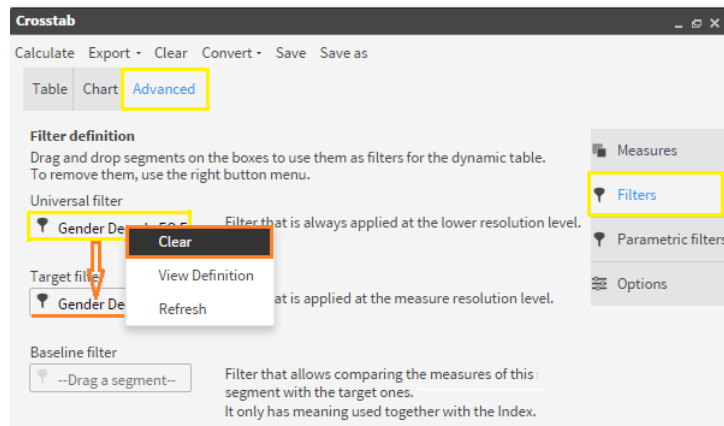 Crosstab
Calculate Export Clear Convert Save Save as
Table Chart Advanced
Filter definition
Drag and drop segments on the boxes to use them as filters for the dynamic table.
To remove them, use the right button menu.
Measures
Universal filter
Filters
Gender
Filter that is always applied at the lower resolution level.
Clear
Parametric filters
View Definition
Target
at is applied at the measure resolution level.
Options
Gender
Refresh
Baseline filter
--Drag a segment--
Filter that allows comparing the measures of this
segment with the target ones.
It only has meaning used together with the Index.